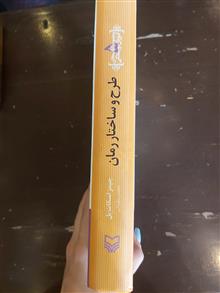 طرح و ساختار رمان
جیمز اسکات بل